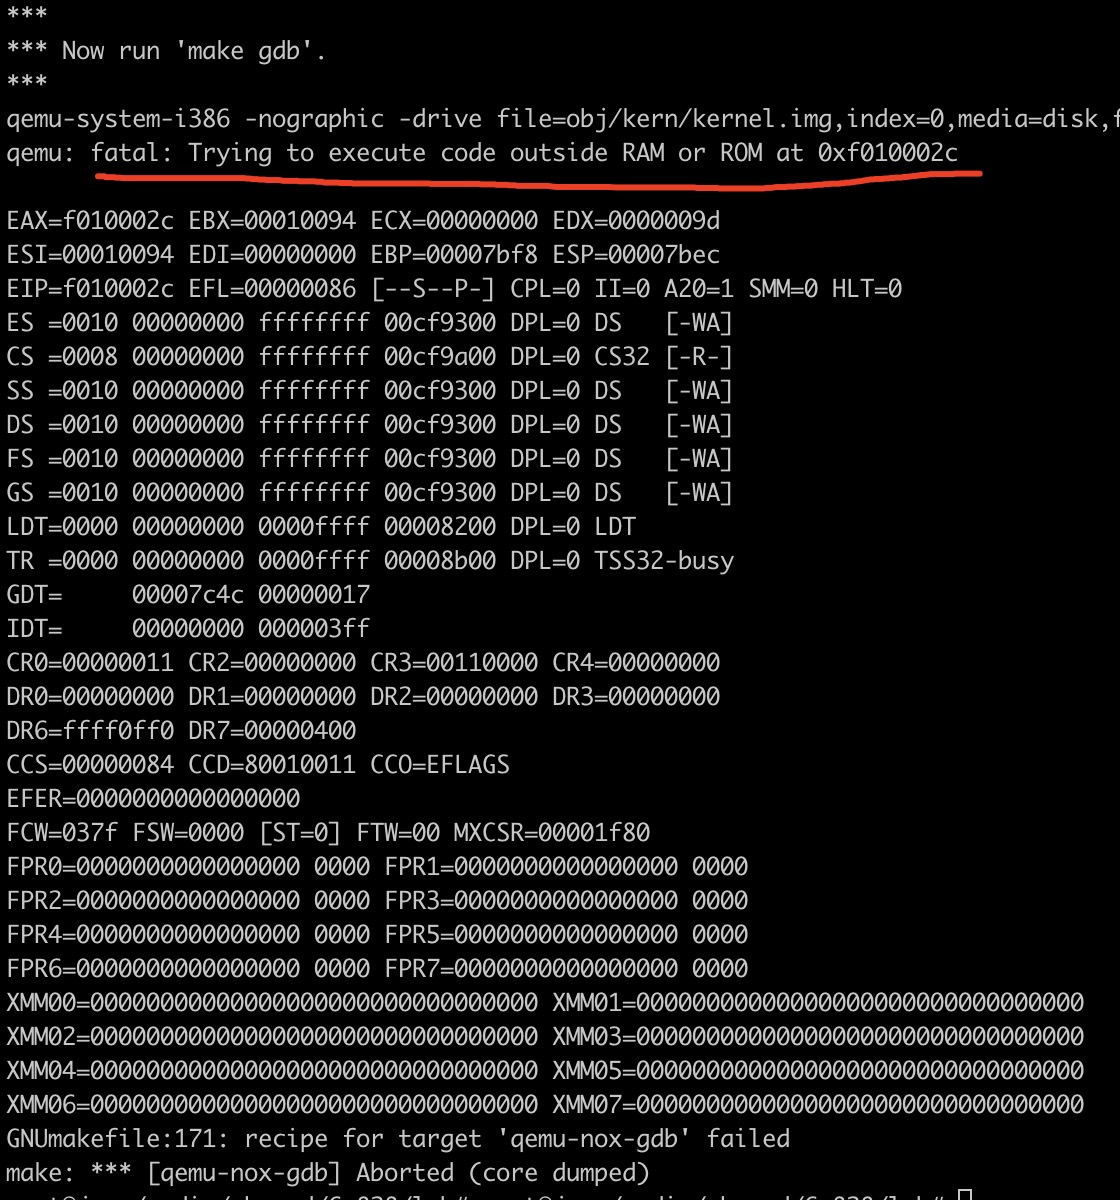 ***
*** Now run 'make gdb'.
***
qemu-system-i386 -nographic -drive file=obj/kern/kernel.img,index=0,media=disk,f
qemu: fatal: Trying to execute code outside RAM or ROM at 0xf010002c
EAX=f010002c EBX=00010094 ECX=00000000 EDX=0000009d
ESI=00010094 EDI=00000000 EBP=00007bf8 ESP=00007bec
EIP=f010002c EFL=00000086 [--S--P-] CPL=0 II=0 A20=1 SMM=0 HLT=0
ES =0010 00000000 ffffffff 00cf9300 DPL=0 DS   [-WA]
CS =0008 00000000 ffffffff 00cf9a00 DPL=0 CS32 [-R-]
SS =0010 00000000 ffffffff 00cf9300 DPL=0 DS   [-WA]
DS =0010 00000000 ffffffff 00cf9300 DPL=0 DS   [-WA]
FS =0010 00000000 ffffffff 00cf9300 DPL=0 DS   [-WA]
GS =0010 00000000 ffffffff 00cf9300 DPL=0 DS   [-WA]
LDT=0000 00000000 0000ffff 00008200 DPL=0 LDT
TR =0000 00000000 0000ffff 00008b00 DPL=0 TSS32-busy
GDT=     00007c4c 00000017
IDT=     00000000 000003ff
CR0=00000011 CR2=00000000 CR3=00110000 CR4=00000000
DR0=00000000 DR1=00000000 DR2=00000000 DR3=00000000
DR6=ffff0ff0 DR7=00000400
CCS=00000084 CCD=80010011 CCO=EFLAGS
EFER=0000000000000000
FCW=037f FSW=0000 [ST=0] FTW=00 MXCSR=00001f80
FPR0=0000000000000000 0000 FPR1=0000000000000000 0000
FPR2=0000000000000000 0000 FPR3=0000000000000000 0000
FPR4=0000000000000000 0000 FPR5=0000000000000000 0000
FPR6=0000000000000000 0000 FPR7=0000000000000000 0000
XMM00=00000000000000000000000000000000 XMM01=00000000000000000000000000000000
XMM02=00000000000000000000000000000000 XMM03=00000000000000000000000000000000
XMM04=00000000000000000000000000000000 XMM05=00000000000000000000000000000000
XMM06=00000000000000000000000000000000 XMM07=00000000000000000000000000000000
GNUmakefile:171: recipe for target 'qemu-nox-gdb' failed
make: *** [qemu-nox-gdb] Aborted (core dumped)